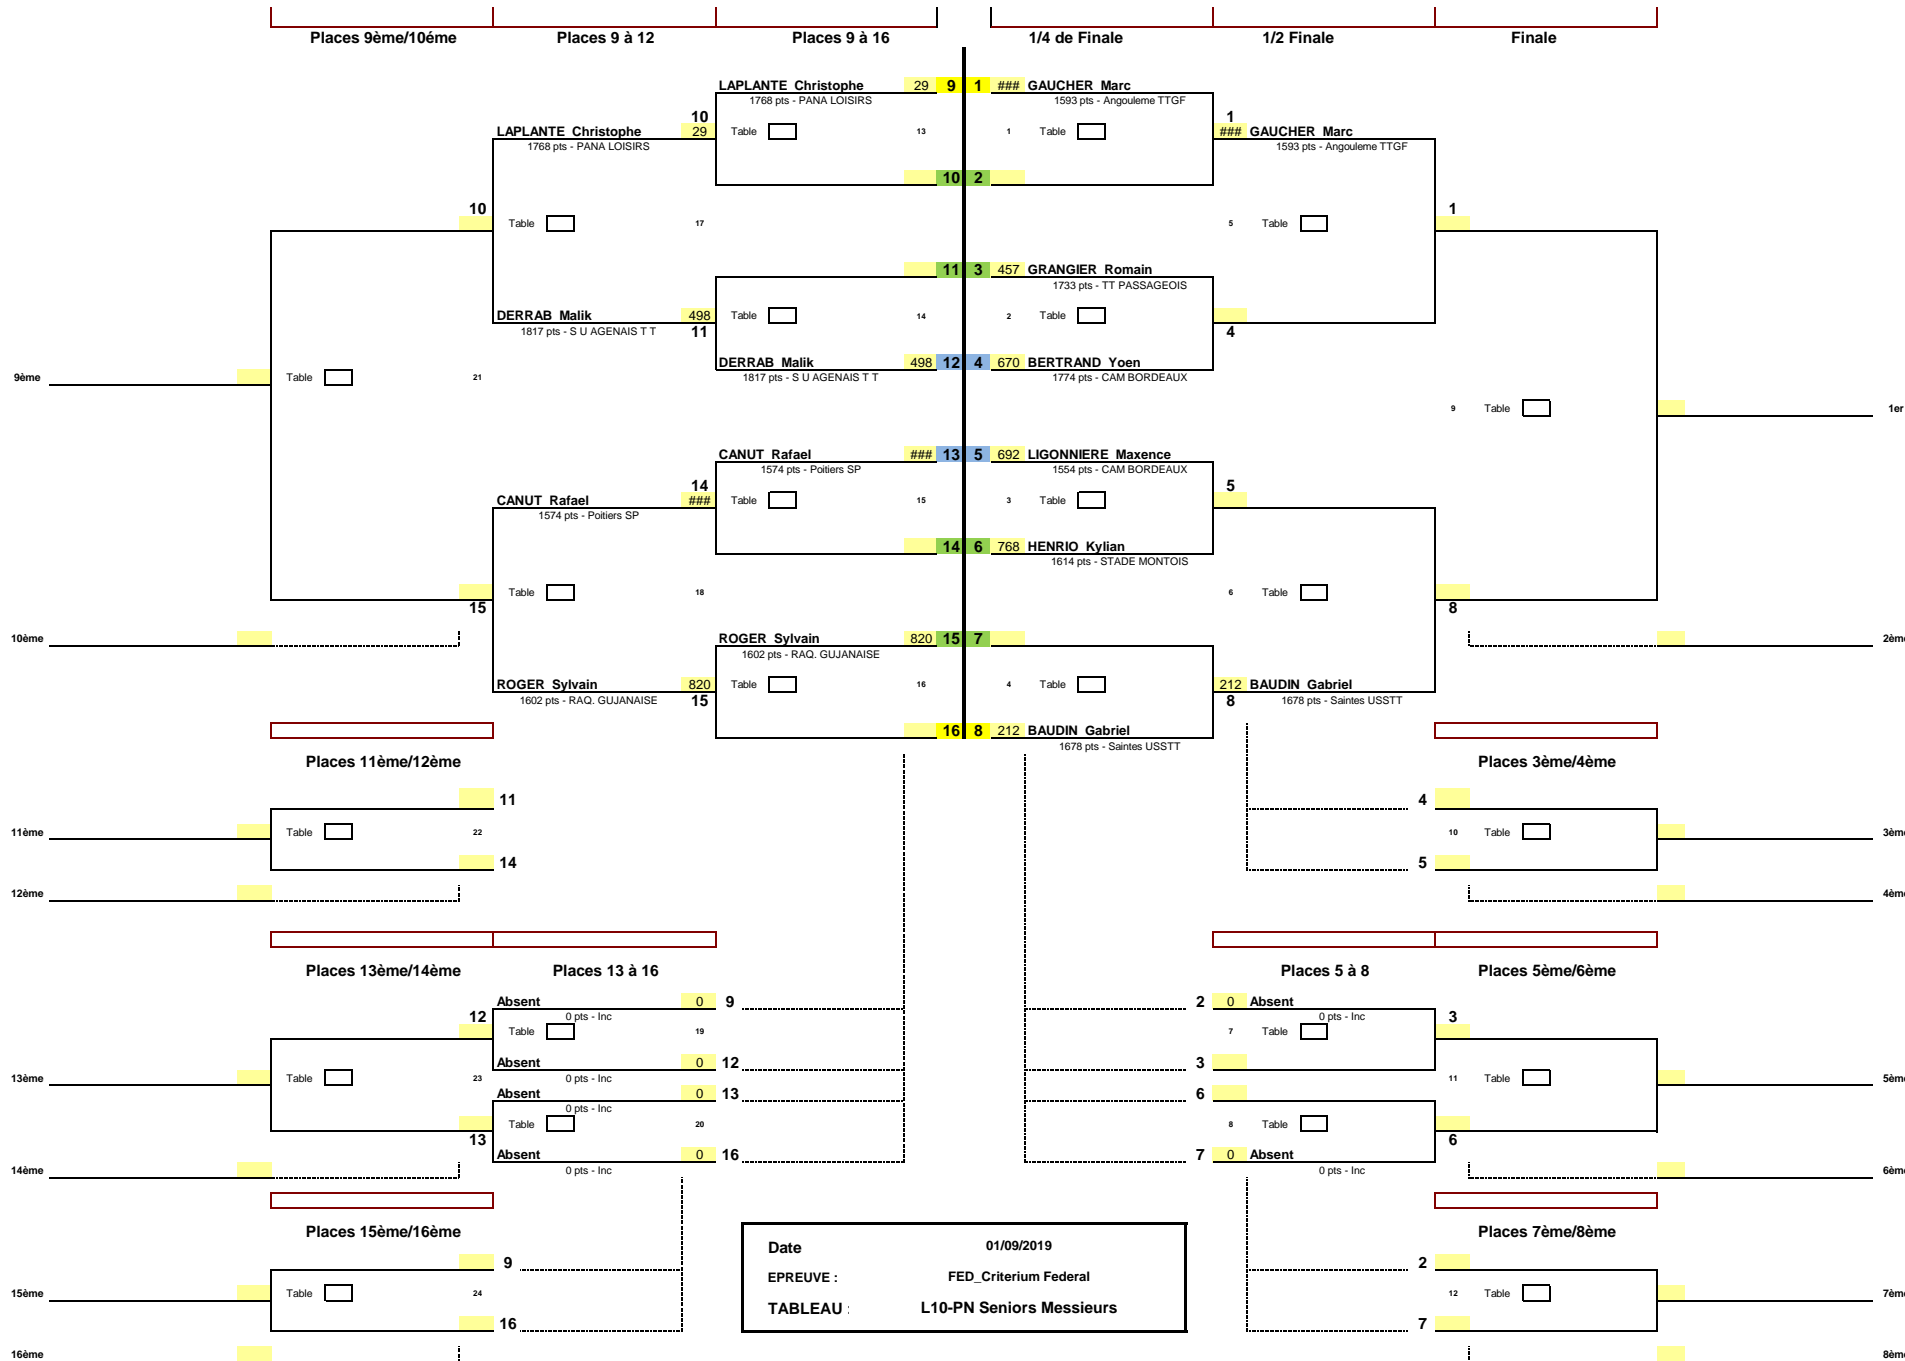 Places 9ème/10éme Places 9 à 12 Places 9 à 16 1/4 de Finale 1/2 Finale Finale
LAPLANTE Christophe 29 9 1 ### GAUCHER Marc
1768 pts - PANA LOISIRS 1593 pts - Angouleme TTGF
10 1
LAPLANTE Christophe 29 Table 13 1 Table ### GAUCHER Marc
1768 pts - PANA LOISIRS 1593 pts - Angouleme TTGF
10 2
10 1
Table 17 5 Table
11 3 457 GRANGIER Romain
1733 pts - TT PASSAGEOIS
DERRAB Malik 498 Table 14 2 Table
1817 pts - S U AGENAIS T T 11 4
DERRAB Malik 498 12 4 670 BERTRAND Yoen
9ème Table 21 1817 pts - S U AGENAIS T T 1774 pts - CAM BORDEAUX
9 Table 1er
CANUT Rafael ### 13 5 692 LIGONNIERE Maxence
1574 pts - Poitiers SP 1554 pts - CAM BORDEAUX
14 5
CANUT Rafael ### Table 15 3 Table
1574 pts - Poitiers SP
14 6 768 HENRIO Kylian
1614 pts - STADE MONTOIS
Table 18 6 Table
15 8
10ème ROGER Sylvain 820 15 7 2ème
1602 pts - RAQ. GUJANAISE
ROGER Sylvain 820 Table 16 4 Table 212 BAUDIN Gabriel
1602 pts - RAQ. GUJANAISE 15 8 1678 pts - Saintes USSTT
16 8 212 BAUDIN Gabriel
1678 pts - Saintes USSTT
Places 11ème/12ème Places 3ème/4ème
11 4
11ème Table 22 10 Table 3ème
14 5
12ème 4ème
Places 13ème/14ème Places 13 à 16 Places 5 à 8 Places 5ème/6ème
Absent 0 9 2 0 Absent
12 0 pts - Inc 0 pts - Inc 3
Table 19 7 Table
Absent 0 12 3
13ème Table 23 0 pts - Inc 11 Table 5ème
Absent 0 13 6
0 pts - Inc
Table 20 8 Table
13 6
Absent 0 16 7 0 Absent
14ème 0 pts - Inc 0 pts - Inc 6ème
Places 15ème/16ème Places 7ème/8ème
Date 01/09/2019
9 2
EPREUVE : FED_Criterium Federal
15ème Table 24 12 Table 7ème
TABLEAU : L10-PN Seniors Messieurs
16 7
16ème 8ème